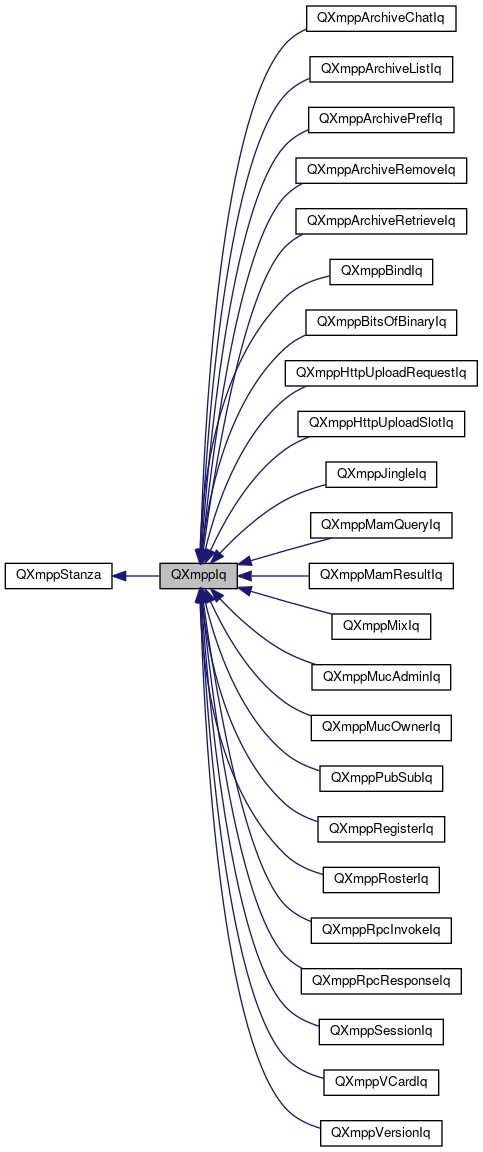 QXmppArchiveChatIq
QXmppArchiveListIq
QXmppArchivePrefIq
QXmppArchiveRemoveIq
QXmppArchiveRetrieveIq
QXmppBindIq
QXmppBitsOfBinaryIq
QXmppHttpUploadRequestIq
QXmppHttpUploadSlotIq
QXmppJingleIq
QXmppMamQueryIq
QXmppStanza
QXmppIq
QXmppMamResultIq
QXmppMixIq
QXmppMucAdminIq
QXmppMucOwnerIq
QXmppPubSubIq
QXmppRegisterIq
QXmppRosterIq
QXmppRpcInvokeIq
QXmppRpcResponseIq
QXmppSessionIq
QXmppVCardIq
QXmppVersionIq